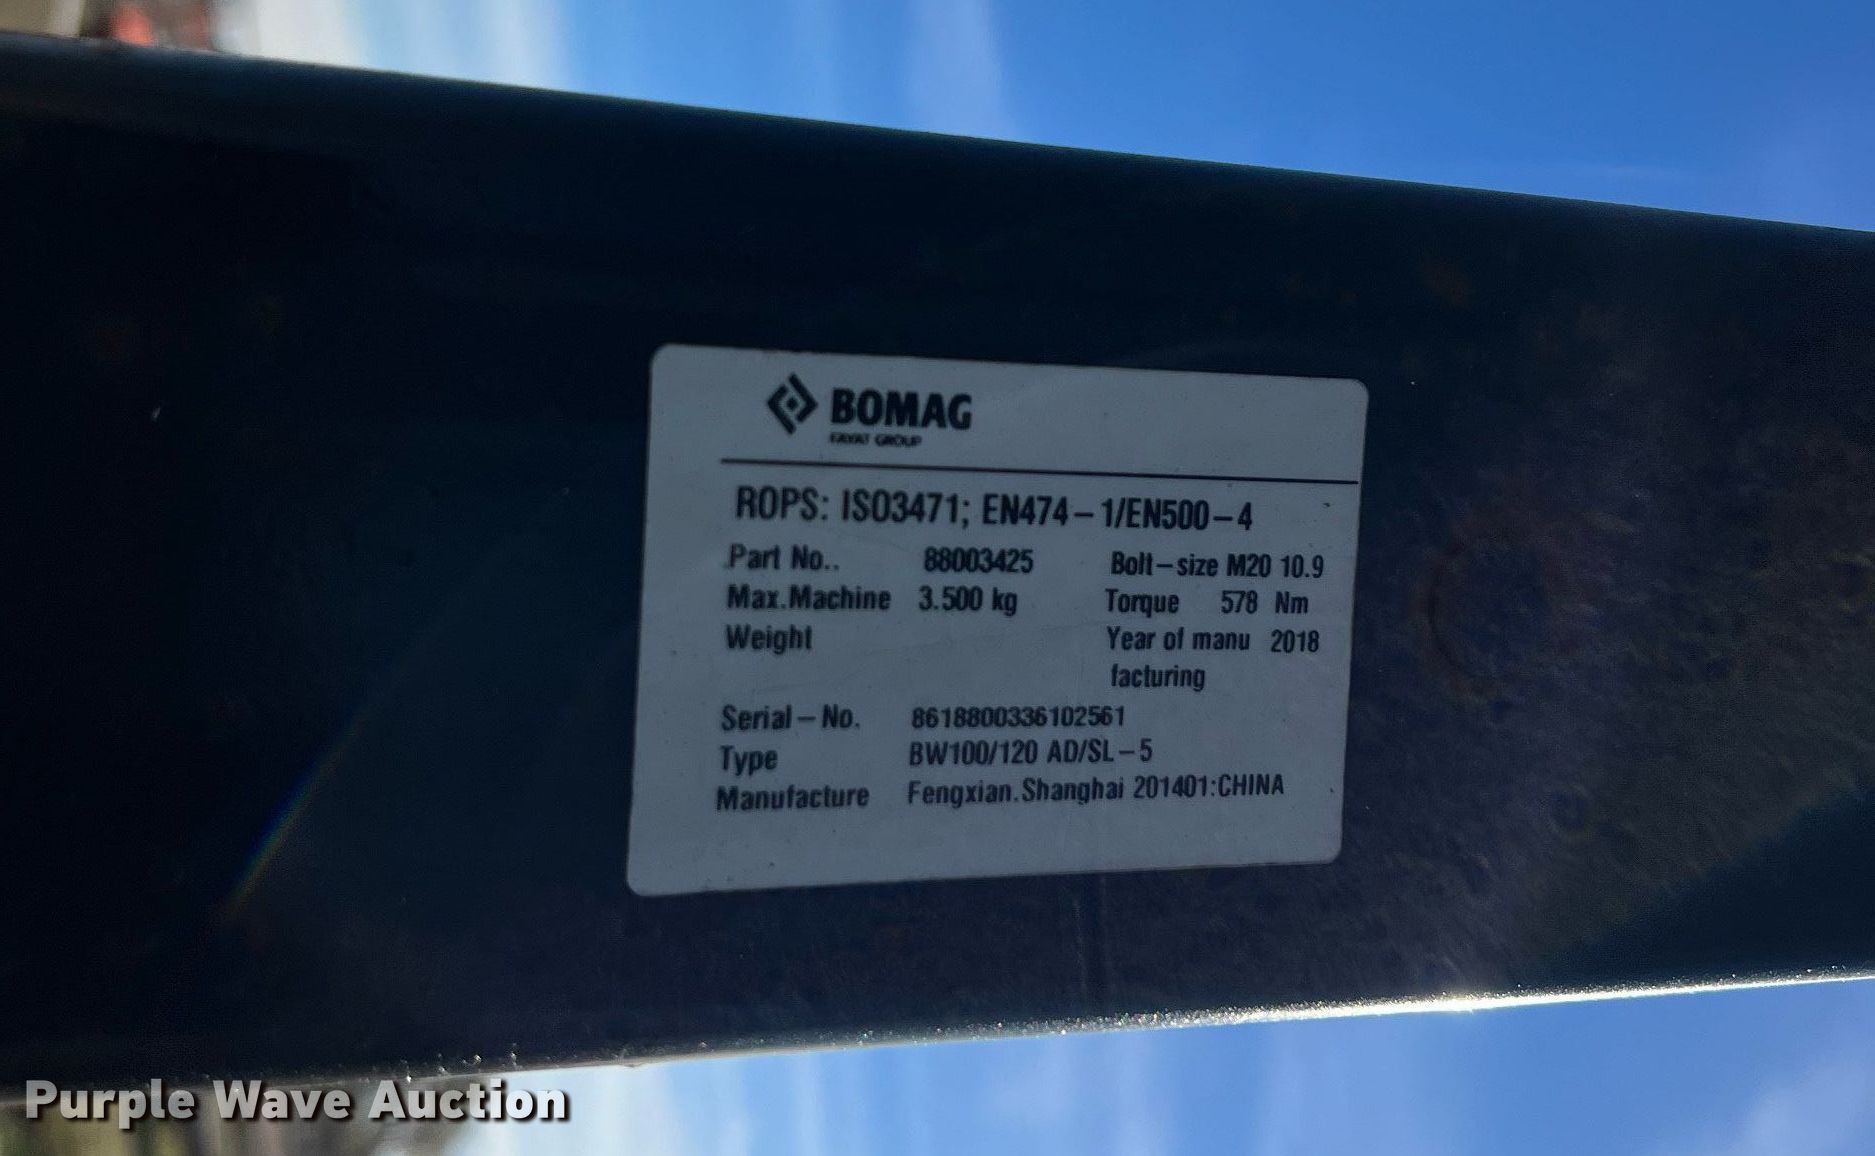 BOMAG
FAYAT GROUP
ROPS: ISO3471; EN474-1/EN500-4
Part No.. 88003425 Bolt-size M20 10.9
Max.Machine 3.500 kg Torque 578 Nm
Weight Year of manu 2018
facturing
Serial-No. 8618800336102561
Type BW100/120 AD/SL-5
Manufacture Fengxian.Shanghai 201401:CHINA
Purple Wave Auction